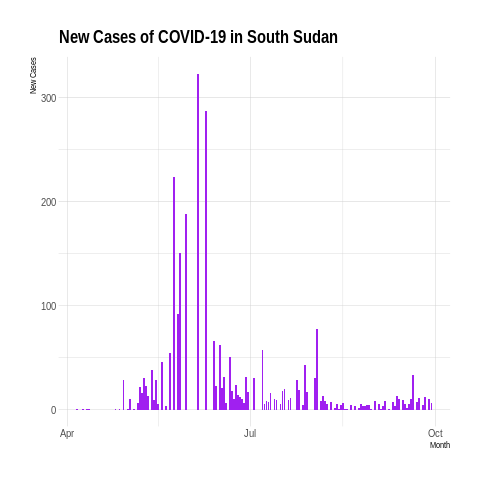 New Cases of COVID-19 in South Sudan
New Cases
300
200
100
0
Apr
Jul
Oct
Month